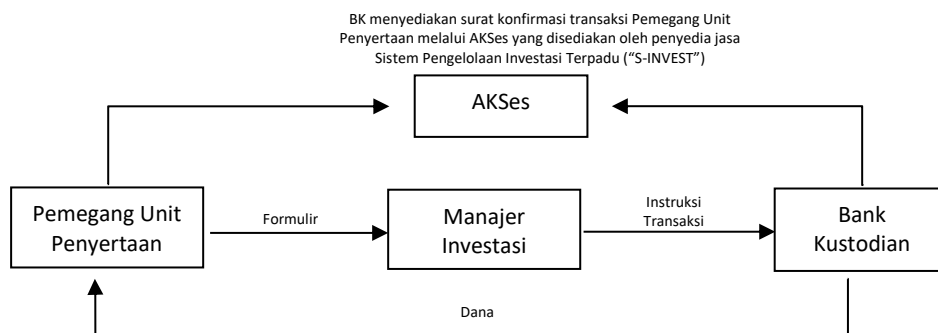 BK menyediakan surat konfirmasi transaksi Pemegang Unit
Penyertaan melalui AKSes yang disediakan oleh penyedia jasa
Sistem Pengelolaan Investasi Terpadu (“S-INVEST”)
AKSes
Pemegang Unit
Penyertaan
Formulir
Manajer
Investasi
Instruksi
Transaksi
Bank
Kustodian
Dana